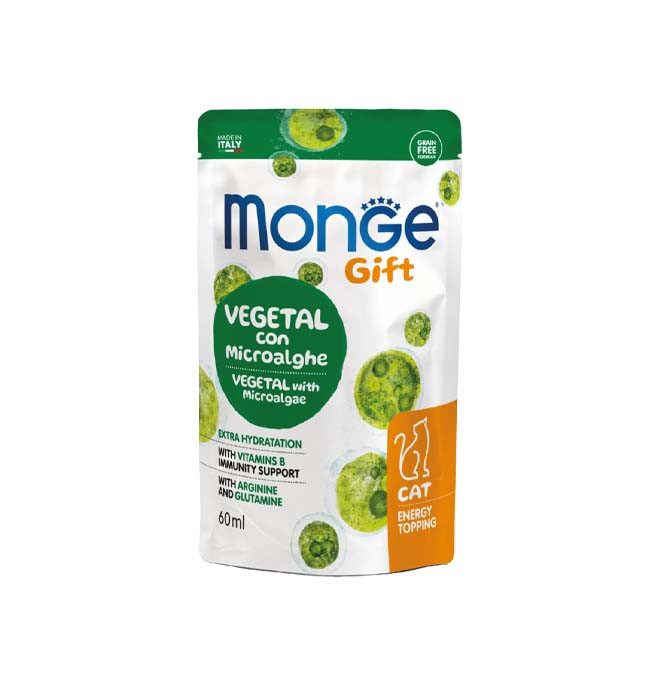 MADE IN
ITALY
GRAIN
FREE
FORMULA
MonGe
Gift
VEGETAL
con
Microalghe
VEGETAL with
Microalgae
EXTRA HYDRATATION
WITH VITAMINS B
IMMUNITY SUPPORT
WITH ARGININE
AND GLUTAMINE
60ml
CAT
ENERGY
TOPPING